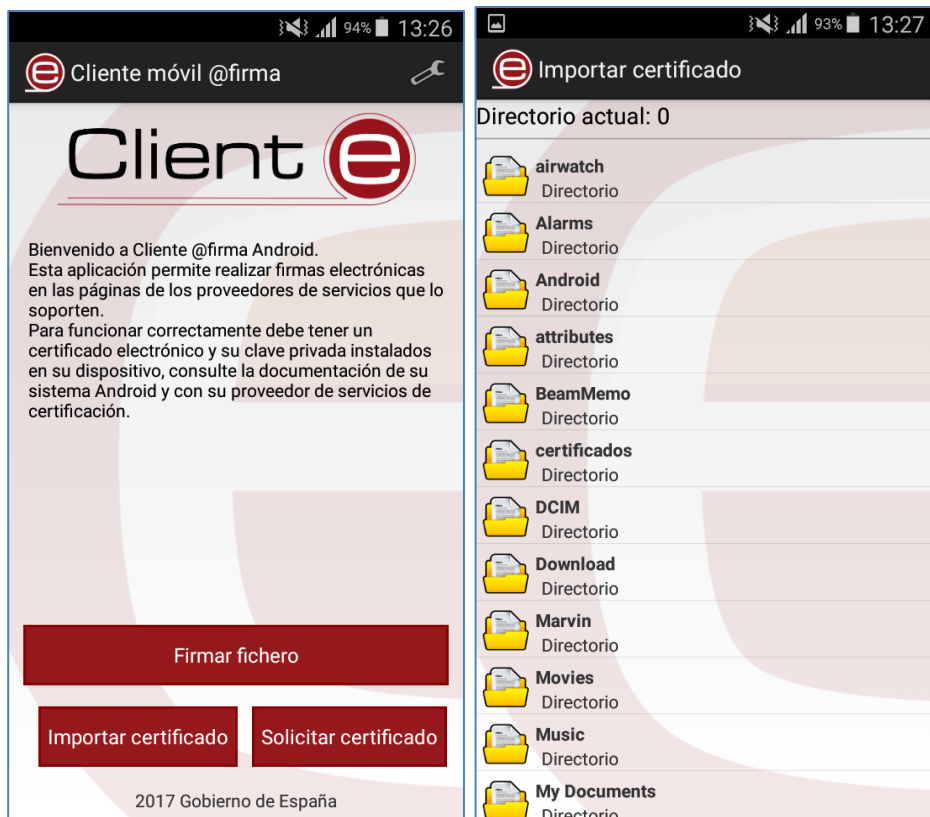 94% 13:26
Cliente móvil @firma
Cliente
Bienvenido a Cliente @firma Android.
Esta aplicación permite realizar firmas electrónicas
en las páginas de los proveedores de servicios que lo
soporten.
Para funcionar correctamente debe tener un
certificado electrónico y su clave privada instalados
en su dispositivo, consulte la documentación de su
sistema Android y con su proveedor de servicios de
certificación.
Firmar fichero
Importar certificado
Solicitar certificado
2017 Gobierno de España
93% 13:27
Importar certificado
Directorio actual: 0
airwatch
Directorio
Alarms
Directorio
Android
Directorio
attributes
Directorio
BeamMemo
Directorio
certificados
Directorio
DCIM
Directorio
Download
Directorio
Marvin
Directorio
Movies
Directorio
Music
Directorio
My Documents
Directorio